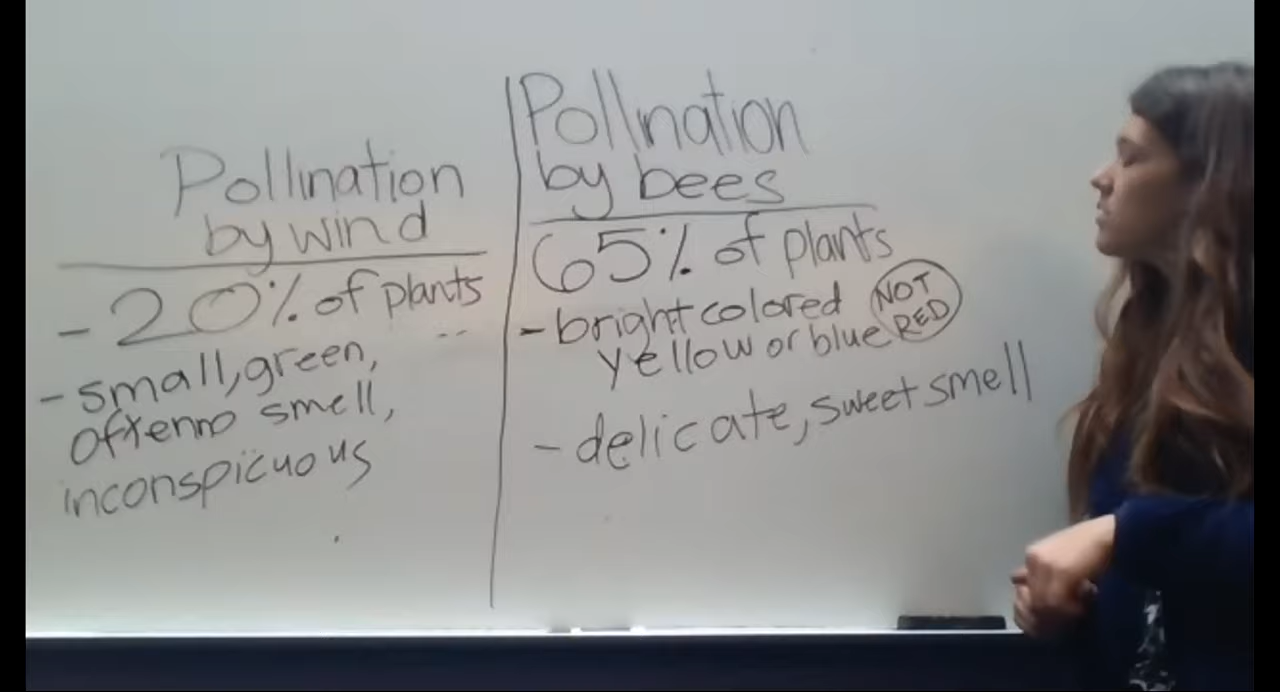 Pollination
by wind
- 20% of plants
- small, green,
often no smell,
inconspicuous
Pollination
by bees
65% of plants
- bright colored
yellow or blue
NOT
RED
- delicate, sweet smell